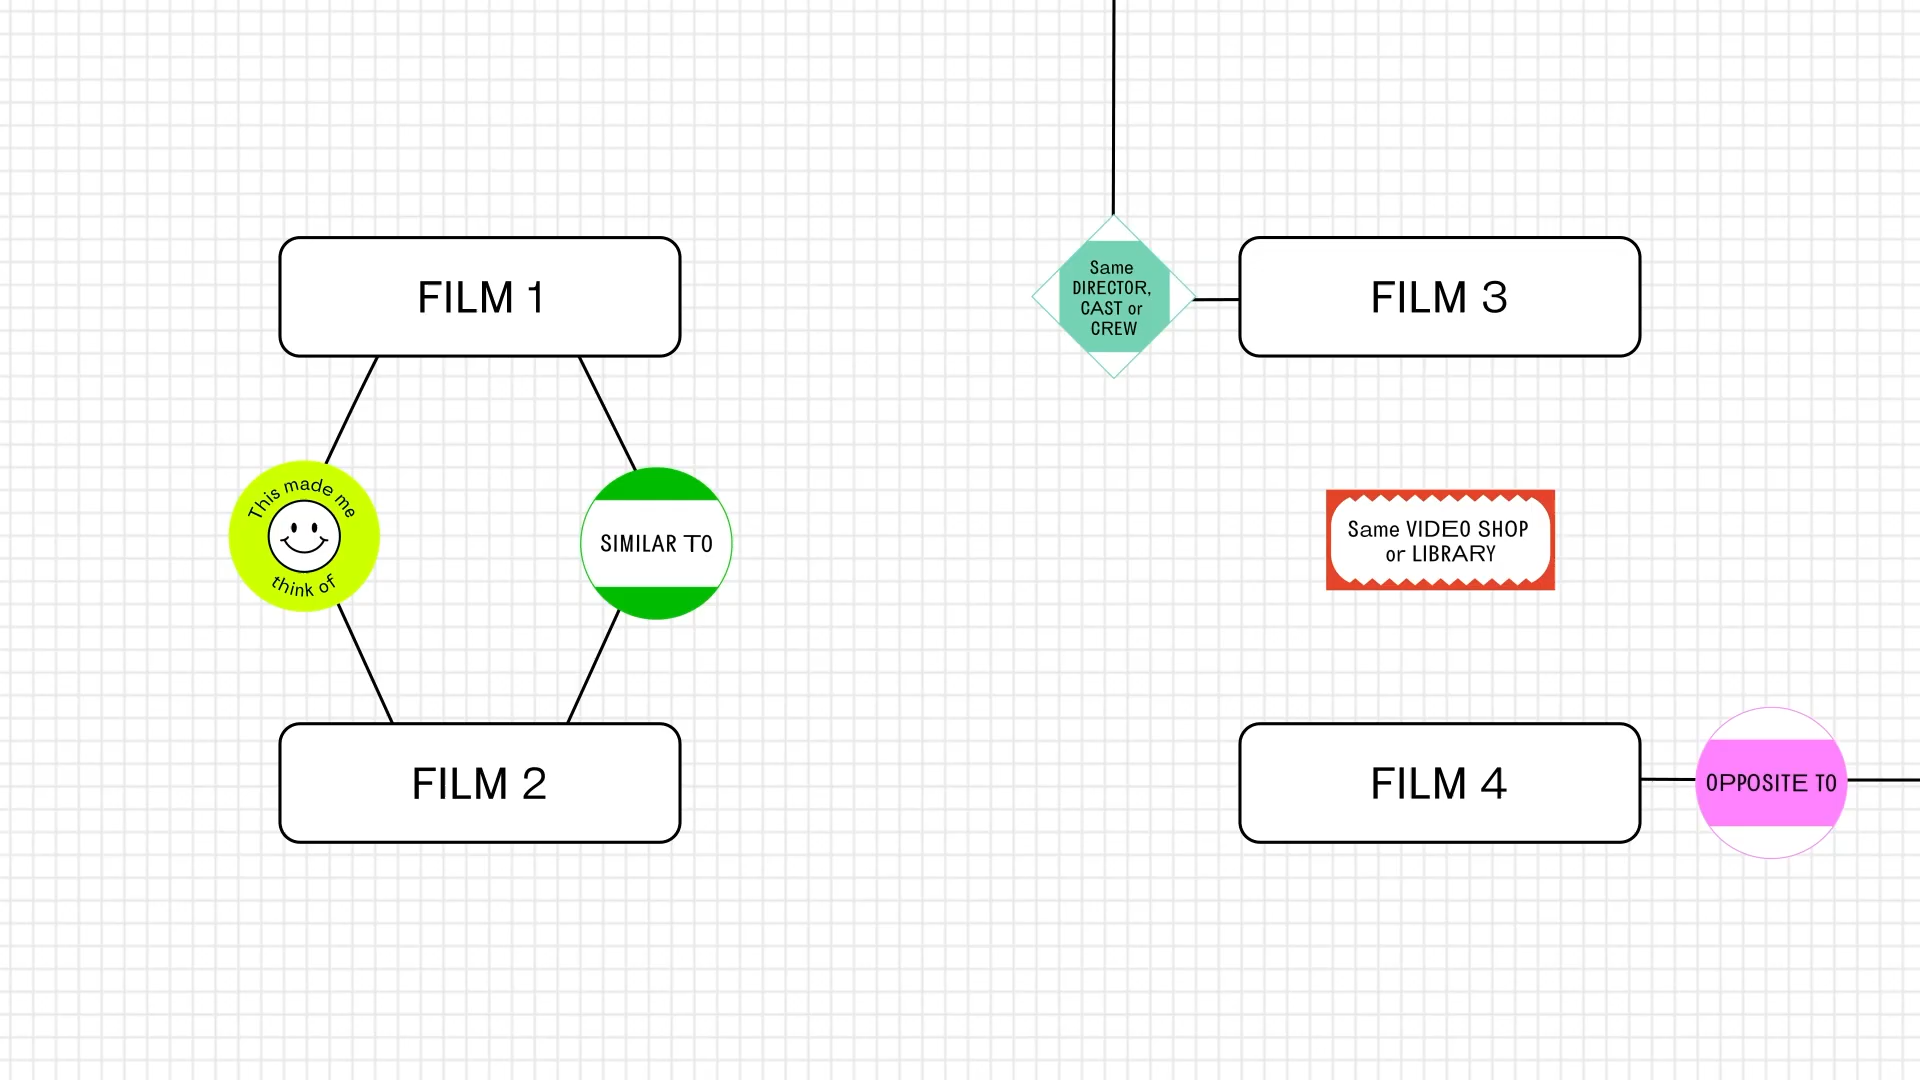 FILM 1
This made me
think of
SIMILAR TO
FILM 2
Same
DIRECTOR,
CAST or
CREW
FILM 3
Same VIDEO SHOP
or LIBRARY
FILM 4
OPPOSITE TO